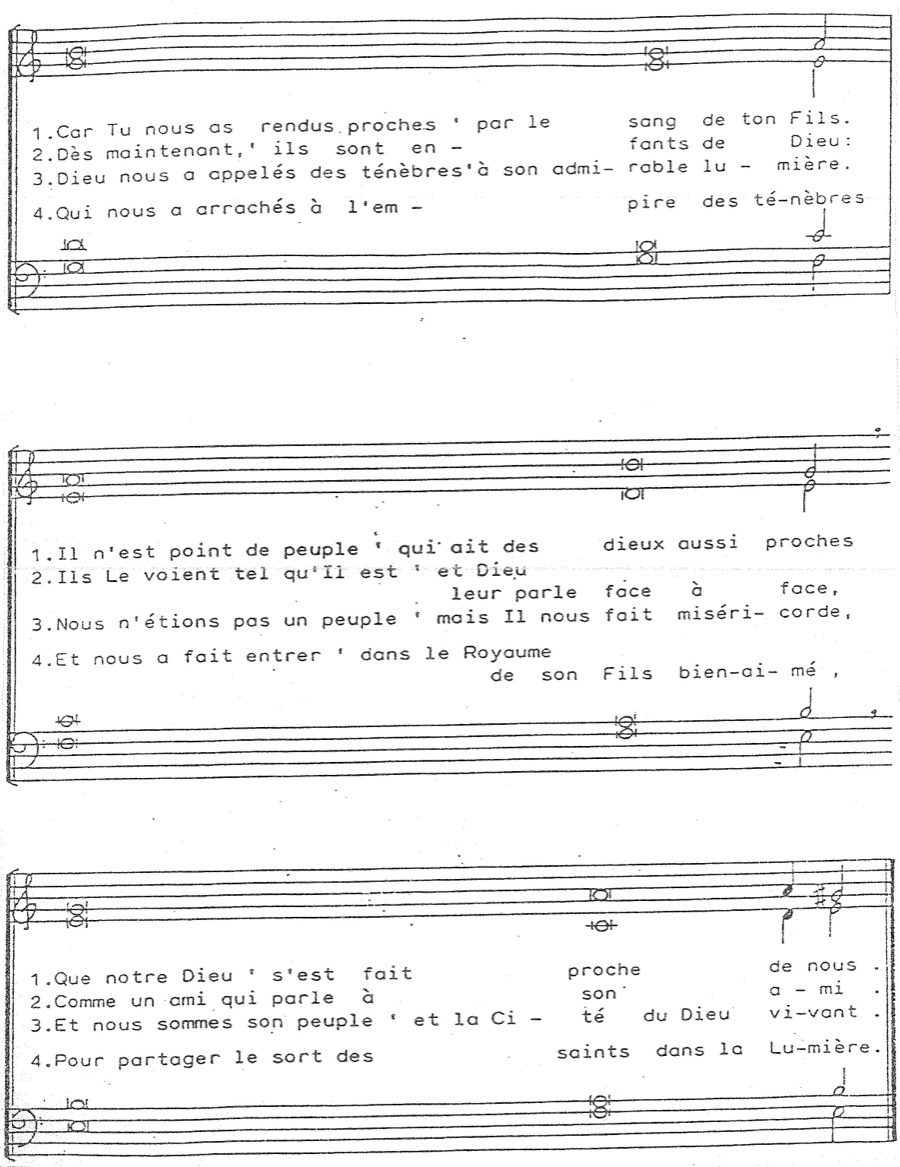 1.Car Tu nous as rendus proches ' par le sang de ton Fils.
2.Dès maintenant,' ils sont en - fants de Dieu:
3.Dieu nous a appelés des ténèbres'à son admi- rable lu - mière.
4.Qui nous a arrachés à l'em - pire des té-nèbres
1.Il n'est point de peuple ' qui ait des dieux aussi proches
2.Ils Le voient tel qu'Il est ' et Dieu
leur parle face à face,
3.Nous n'étions pas un peuple ' mais Il nous fait miséri- corde,
4.Et nous a fait entrer ' dans le Royaume
de son Fils bien-ai- mé ,
1.Que notre Dieu ' s'est fait proche de nous .
2.Comme un ami qui parle à son a - mi .
3.Et nous sommes son peuple ' et la Ci - té du Dieu vi-vant .
4.Pour partager le sort des saints dans la Lu-mière.